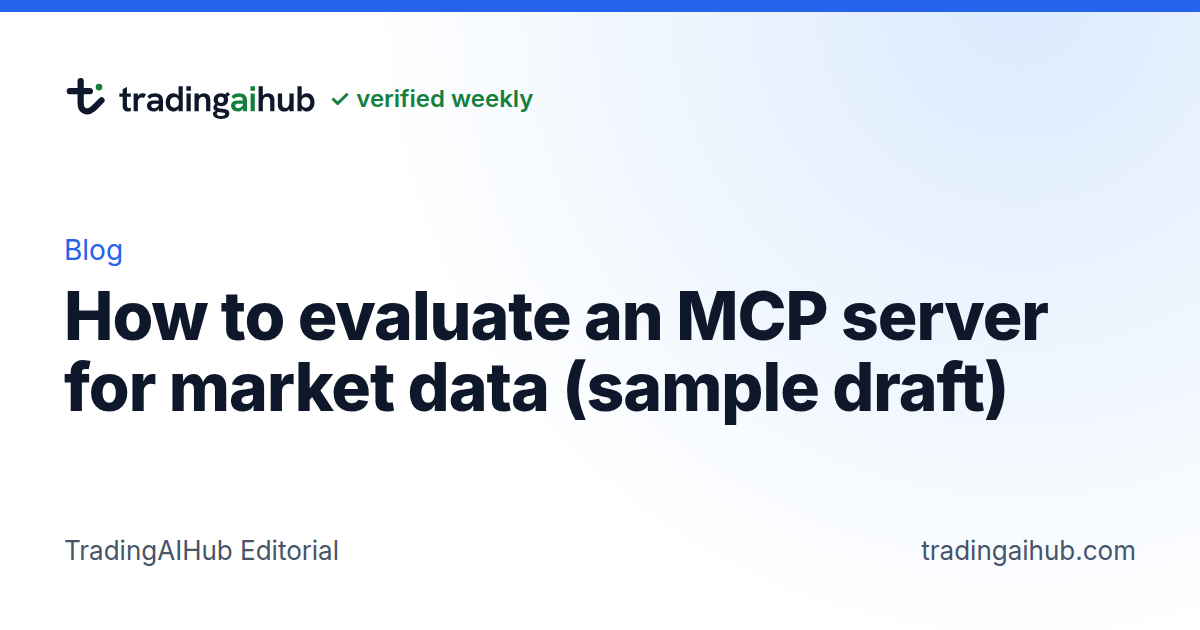 tradingaihub ✓ verified weekly
Blog
How to evaluate an MCP server
for market data (sample draft)
TradingAIHub Editorial
tradingaihub.com